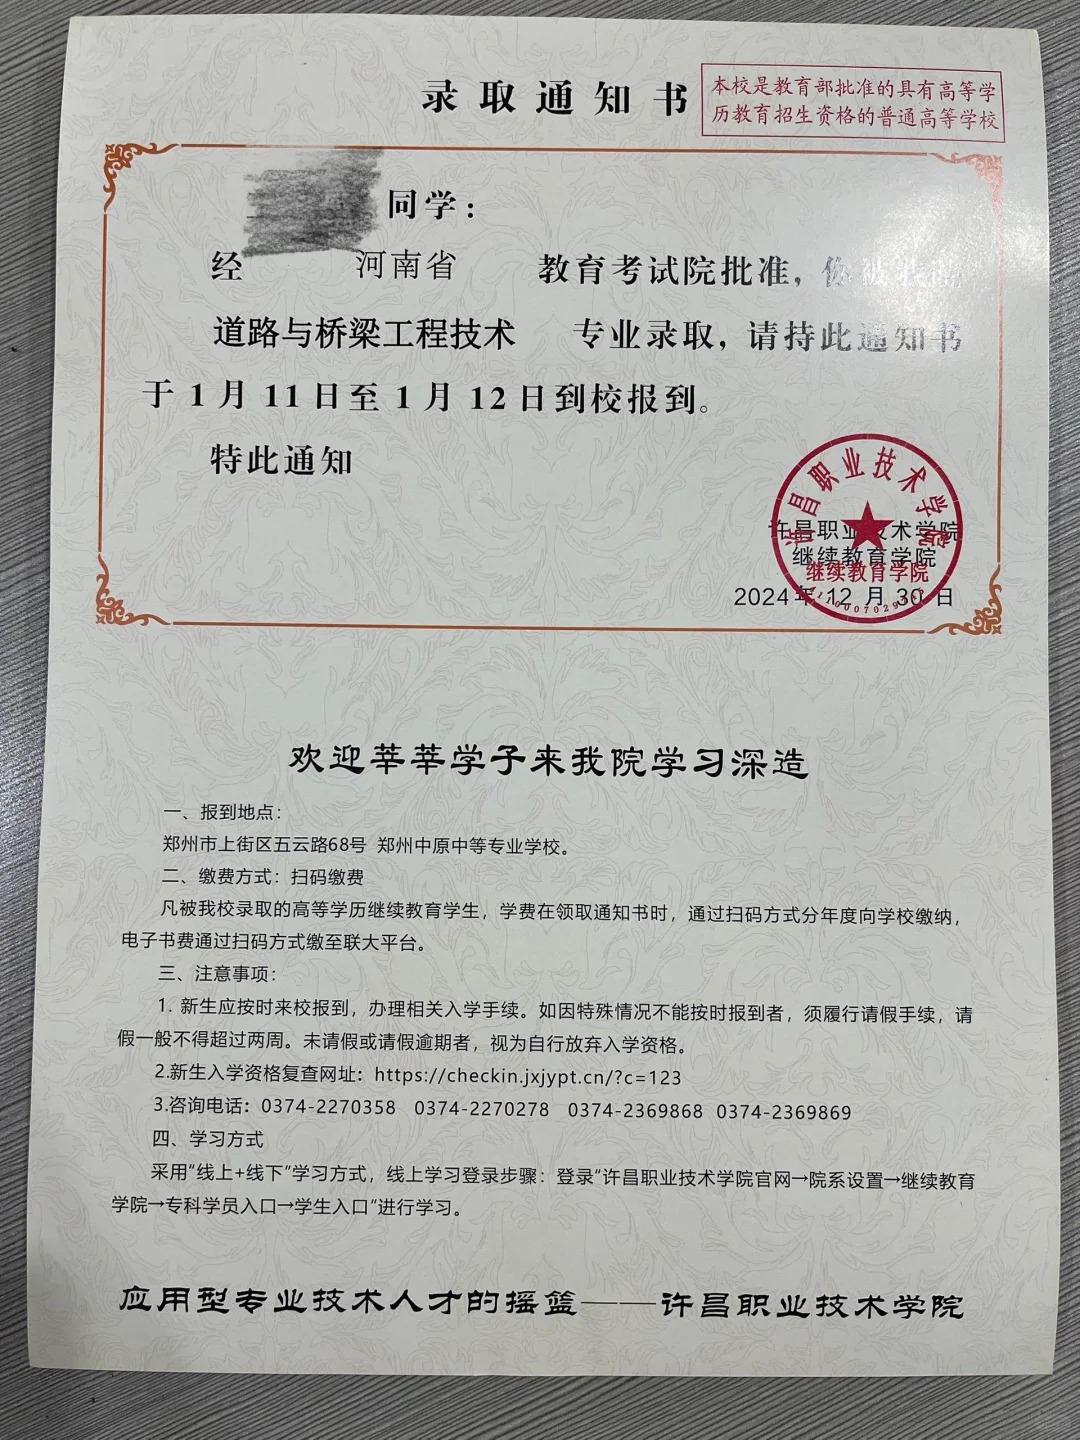 录取通知书
本校是教育部批准的具有高等学
历教育招生资格的普通高等学校
同学：
经 河南省 教育考试院批准，你被我院
道路与桥梁工程技术 专业录取，请持此通知书
于1月11日至1月12日到校报到。
特此通知
许昌职业技术学院
许昌职业技术学院
继续教育学院
继续教育学院
2024年12月30日
欢迎莘莘学子来我院学习深造
一、报到地点：
郑州市上街区五云路68号 郑州中原中等专业学校。
二、缴费方式：扫码缴费
凡被我校录取的高等学历继续教育学生，学费在领取通知书时，通过扫码方式分年度向学校缴纳，
电子书费通过扫码方式缴至联大平台。
三、注意事项：
1. 新生应按时来校报到，办理相关入学手续。如因特殊情况不能按时报到者，须履行请假手续，请
假一般不得超过两周。未请假或请假逾期者，视为自行放弃入学资格。
2.新生入学资格复查网址：https://checkin.jxjypt.cn/?c=123
3.咨询电话：0374-2270358 0374-2270278 0374-2369868 0374-2369869
四、学习方式
采用“线上+线下”学习方式，线上学习登录步骤：登录“许昌职业技术学院官网→院系设置→继续教育
学院→专科学员入口→学生入口”进行学习。
应用型专业技术人才的摇篮——许昌职业技术学院